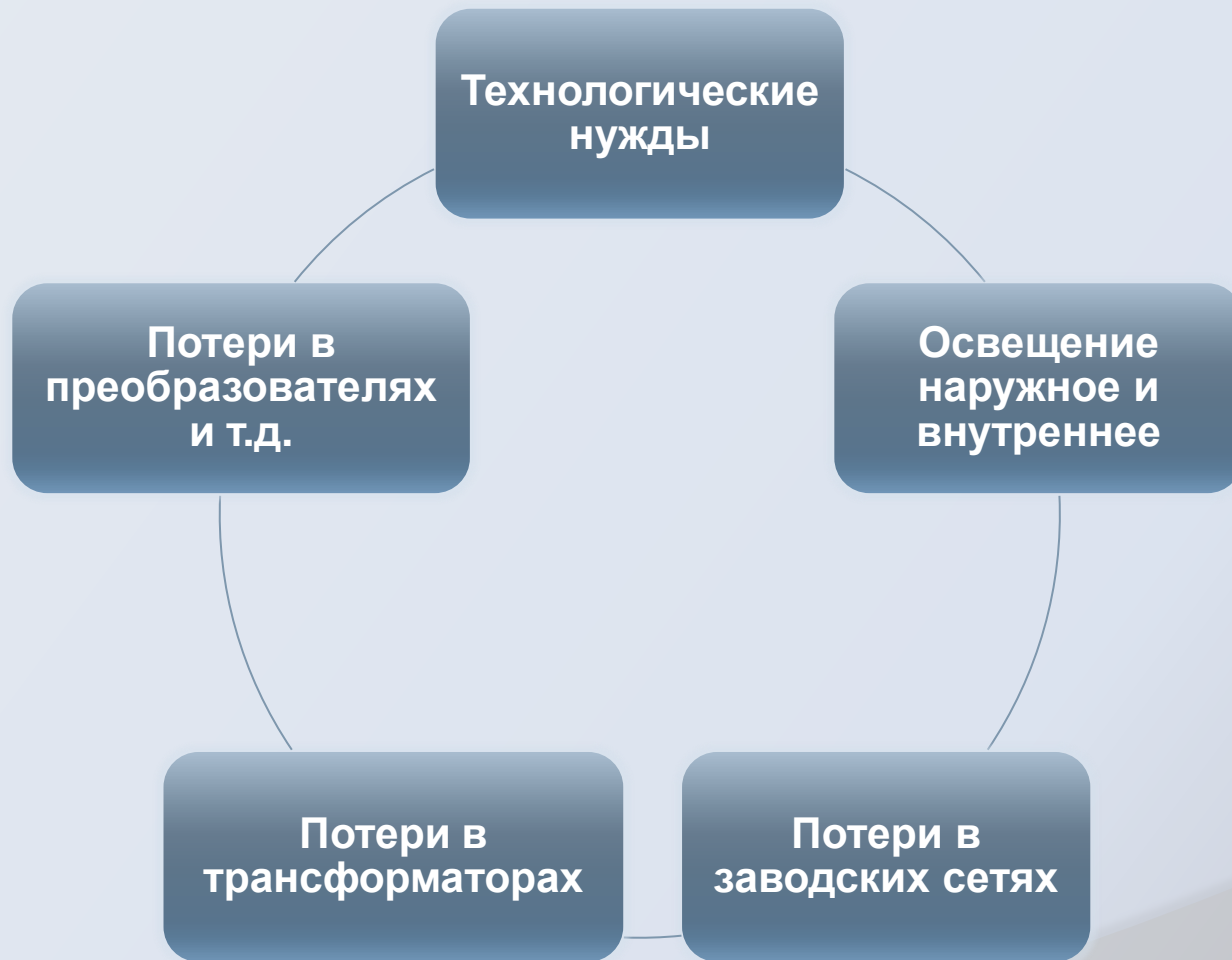 Технологические
нужды
Потери в
преобразователях
и т.д.
Освещение
наружное и
внутреннее
Потери в
трансформаторах
Потери в
заводских сетях